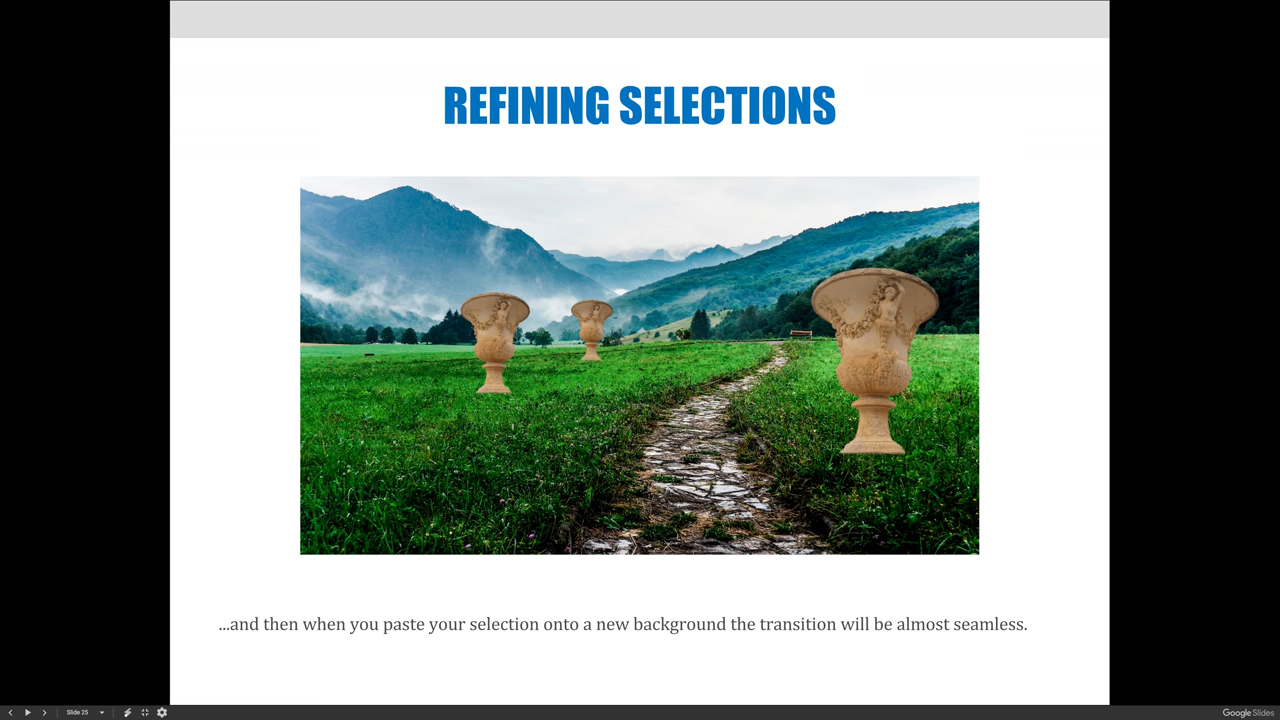 REFINING SELECTIONS
...and then when you paste your selection onto a new background the transition will be almost seamless.
Slide 25
Google Slides